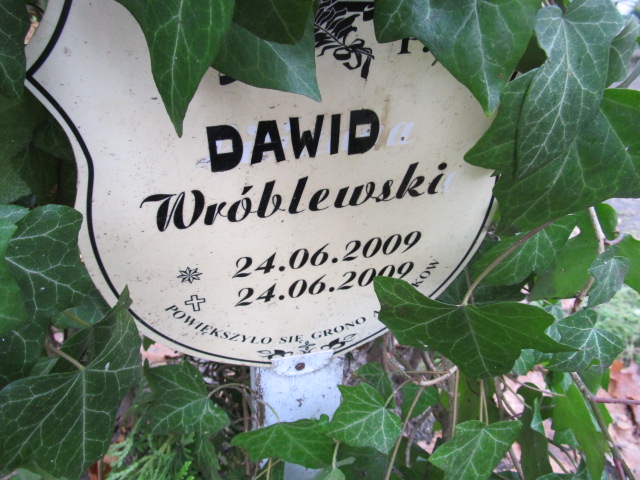 DAWID
Wróblewski
24.06.2009
24.06.2009
POWIĘKSZYŁO SIĘ GRONO